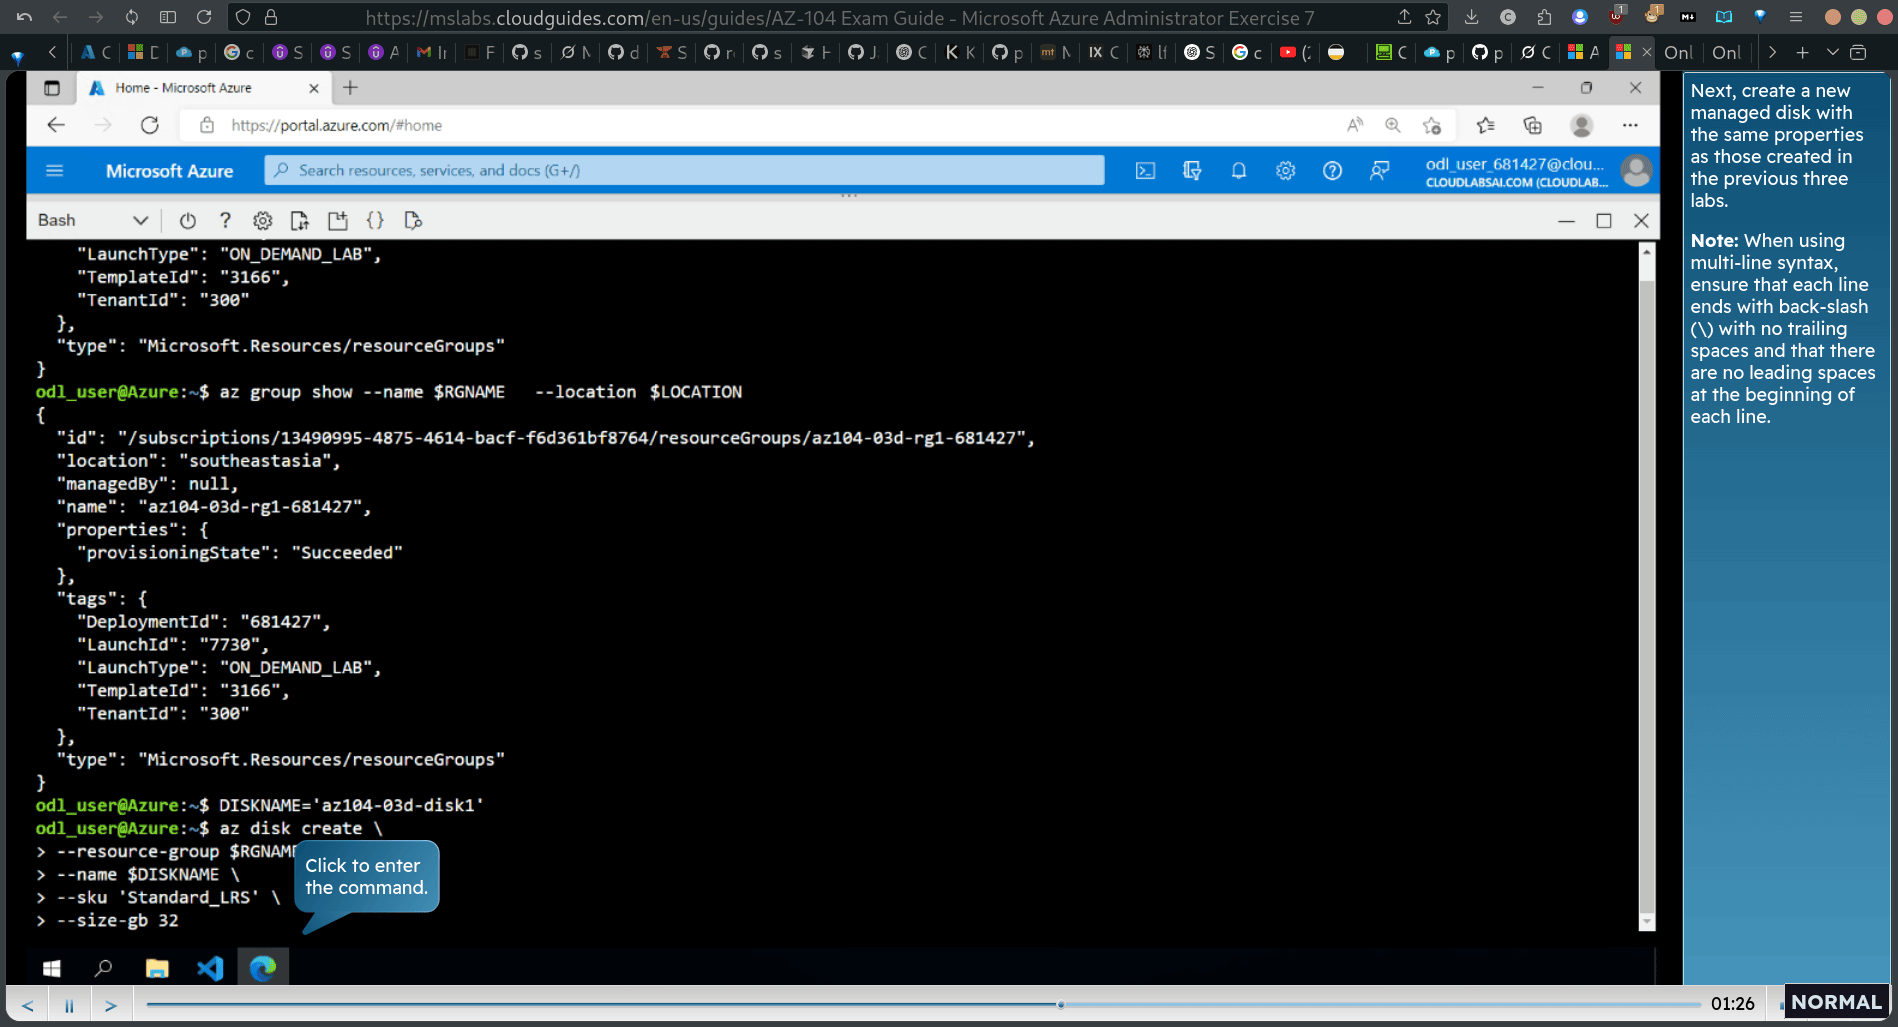 https://mslabs.cloudguides.com/en-us/guides/AZ-104 Exam Guide - Microsoft Azure Administrator Exercise 7
Home - Microsoft Azure
https://portal.azure.com/#home
Microsoft Azure
Search resources, services, and docs (G+/)
odl_user_681427@clou...
CLOUDLABSAI.COM (CLOUDLAB...
Bash
"LaunchType": "ON_DEMAND_LAB",
"TemplateId": "3166",
"TenantId": "300"
},
"type": "Microsoft.Resources/resourceGroups"
}
odl_user@Azure:~$ az group show --name $RGNAME   --location $LOCATION
{
"id": "/subscriptions/13490995-4875-4614-bacf-f6d361bf8764/resourceGroups/az104-03d-rg1-681427",
"location": "southeastasia",
"managedBy": null,
"name": "az104-03d-rg1-681427",
"properties": {
"provisioningState": "Succeeded"
},
"tags": {
"DeploymentId": "681427",
"LaunchId": "7730",
"LaunchType": "ON_DEMAND_LAB",
"TemplateId": "3166",
"TenantId": "300"
},
"type": "Microsoft.Resources/resourceGroups"
}
odl_user@Azure:~$ DISKNAME='az104-03d-disk1'
odl_user@Azure:~$ az disk create \
> --resource-group $RGNAME
> --name $DISKNAME \
> --sku 'Standard_LRS' \
> --size-gb 32
Click to enter
the command.
Next, create a new
managed disk with
the same properties
as those created in
the previous three
labs.
Note: When using
multi-line syntax,
ensure that each line
ends with back-slash
(\) with no trailing
spaces and that there
are no leading spaces
at the beginning of
each line.
01:26
NORMAL